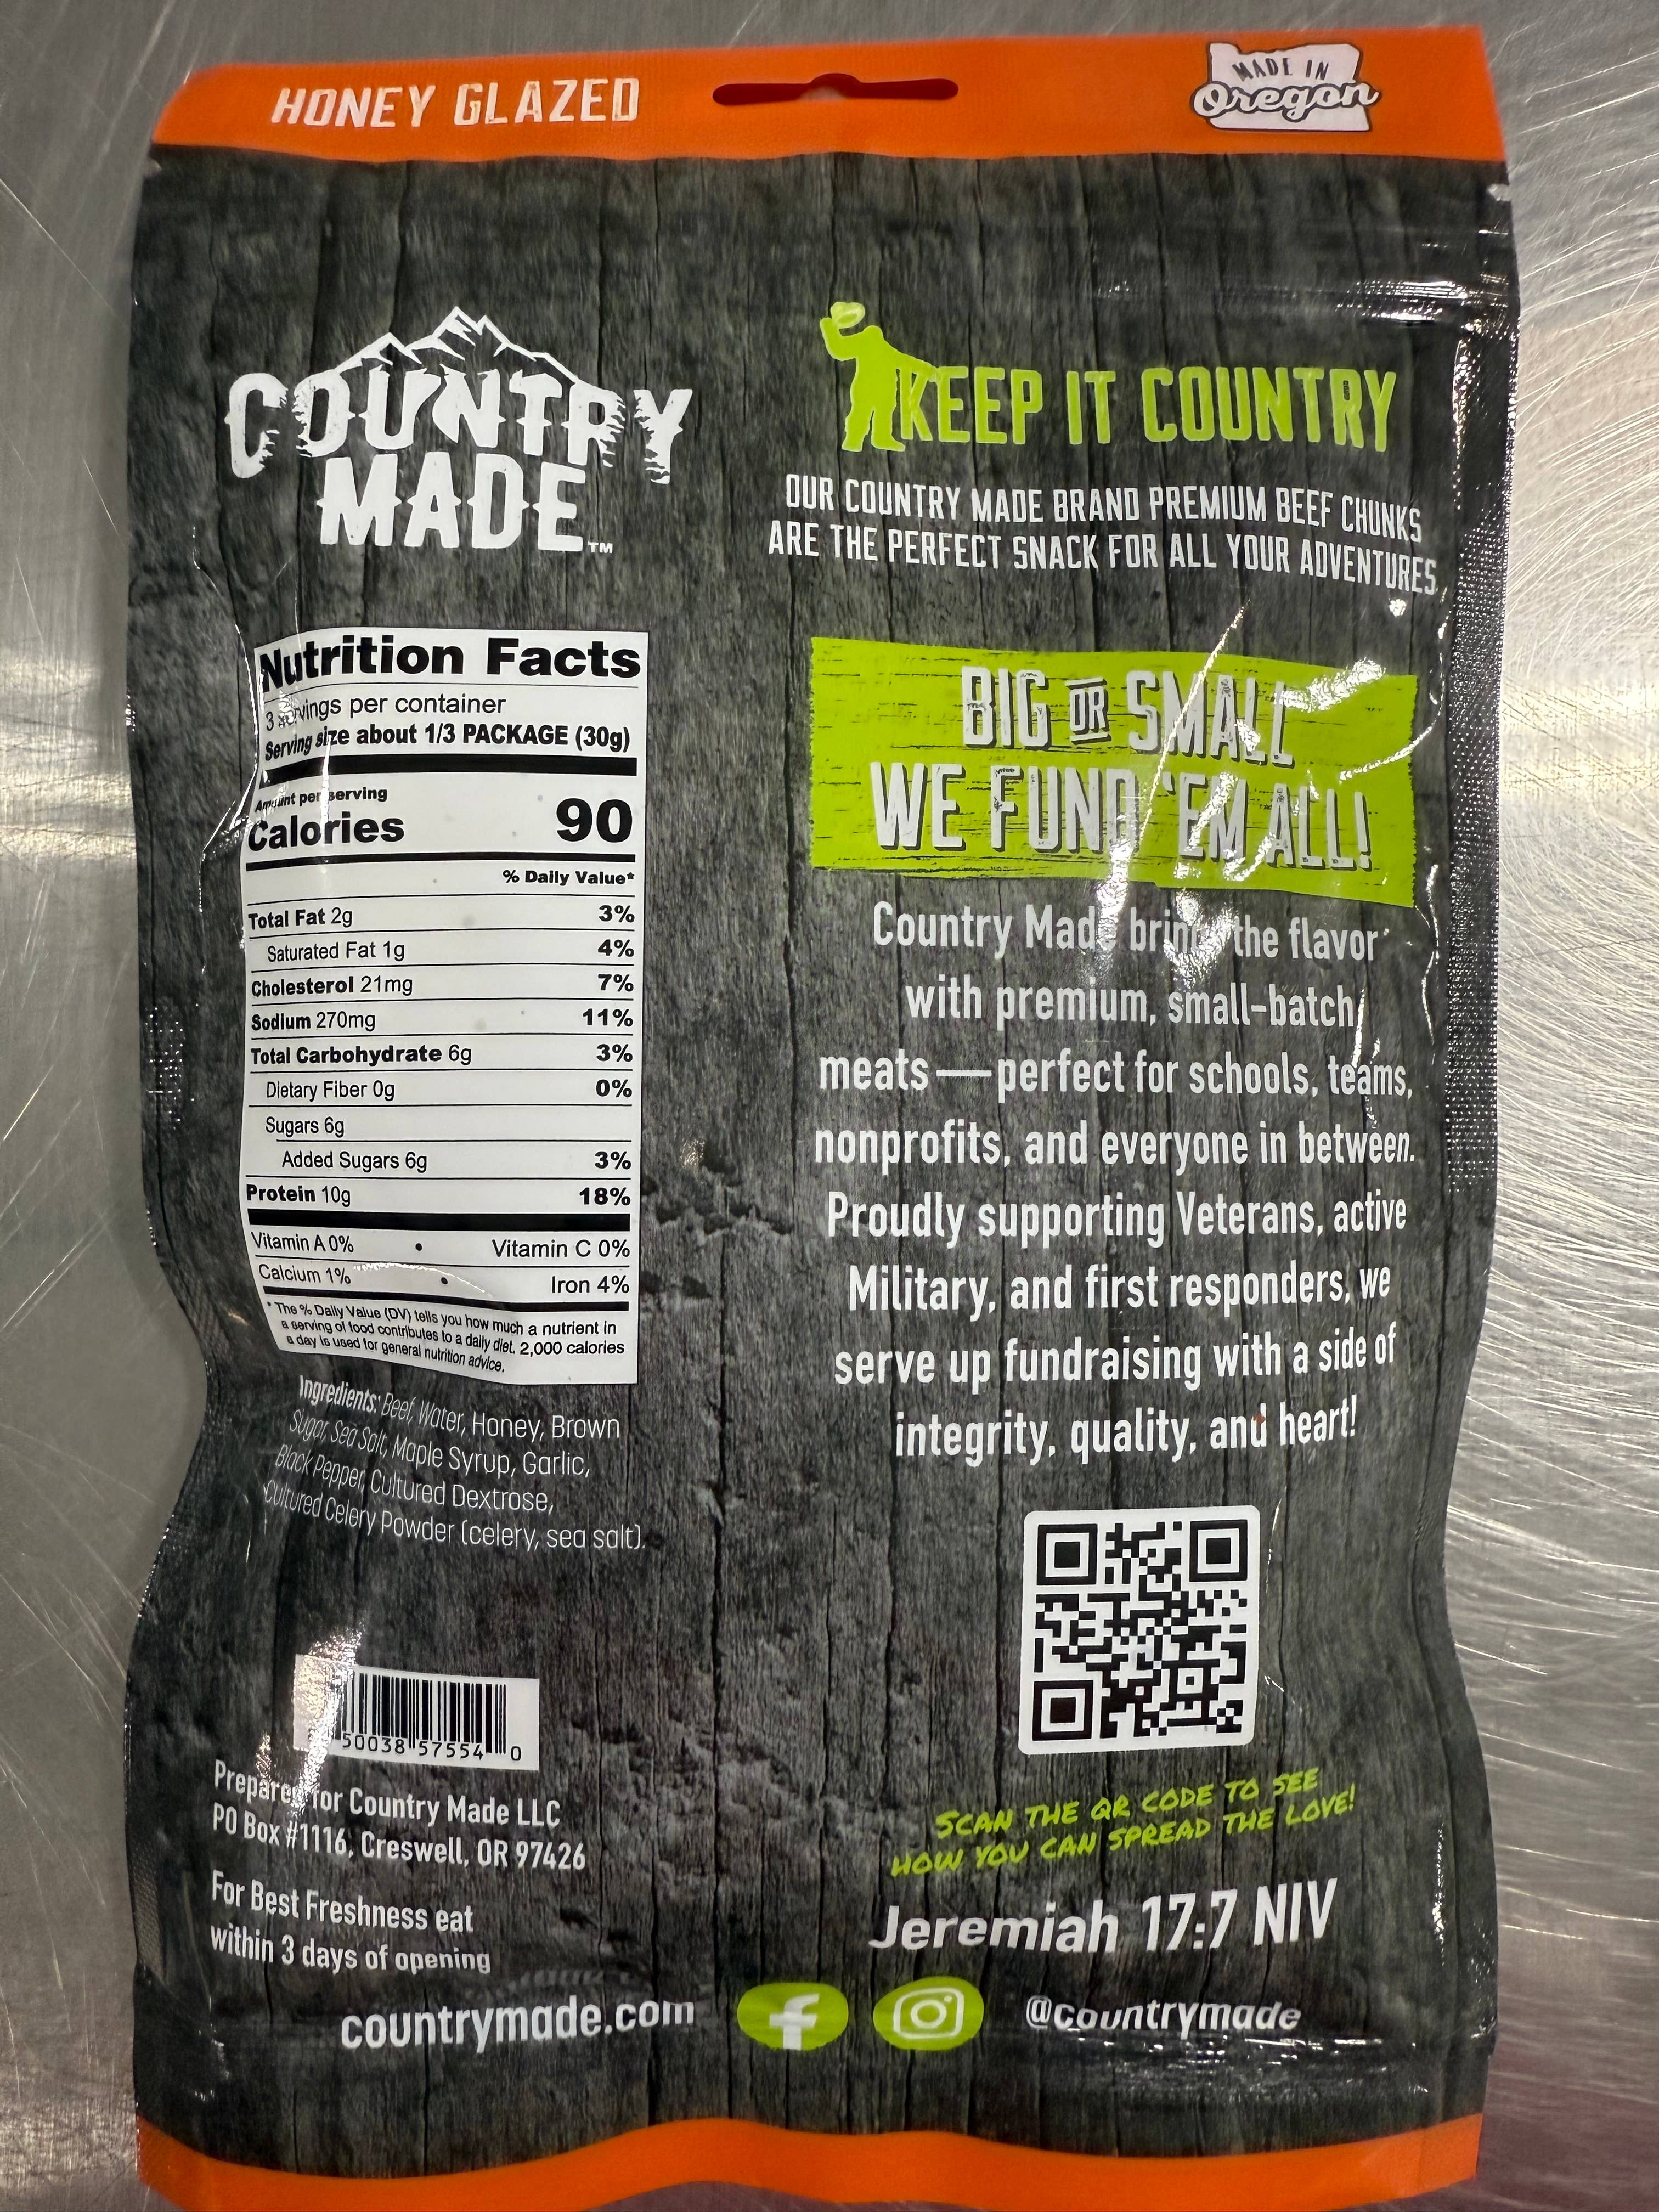 HONEY GLAZED
MADE IN
Oregon
COUNTRY
MADE™
Nutrition Facts
3 servings per container
Serving size about 1/3 PACKAGE (30g)
Amount per serving
Calories 90
% Daily Value*
Total Fat 2g 3%
Saturated Fat 1g 4%
Cholesterol 21mg 7%
Sodium 270mg 11%
Total Carbohydrate 6g 3%
Dietary Fiber 0g 0%
Sugars 6g
Added Sugars 6g 3%
Protein 10g 18%
Vitamin A 0% • Vitamin C 0%
Calcium 1% • Iron 4%
* The % Daily Value (DV) tells you how much a nutrient in
a serving of food contributes to a daily diet. 2,000 calories
a day is used for general nutrition advice.
Ingredients: Beef, Water, Honey, Brown
Sugar, Sea Salt, Maple Syrup, Garlic,
Black Pepper, Cultured Dextrose,
Cultured Celery Powder (celery, sea salt).
50038 57554 0
Prepared for Country Made LLC
PO Box #1116, Creswell, OR 97426
For Best Freshness eat
within 3 days of opening
KEEP IT COUNTRY
OUR COUNTRY MADE BRAND PREMIUM BEEF CHUNKS
ARE THE PERFECT SNACK FOR ALL YOUR ADVENTURES
BIG OR SMALL
WE FUND 'EM ALL!
Country Made brings the flavor
with premium, small-batch
meats—perfect for schools, teams,
nonprofits, and everyone in between.
Proudly supporting Veterans, active
Military, and first responders, we
serve up fundraising with a side of
integrity, quality, and heart!
SCAN THE QR CODE TO SEE
HOW YOU CAN SPREAD THE LOVE!
Jeremiah 17:7 NIV
countrymade.com
@countrymade